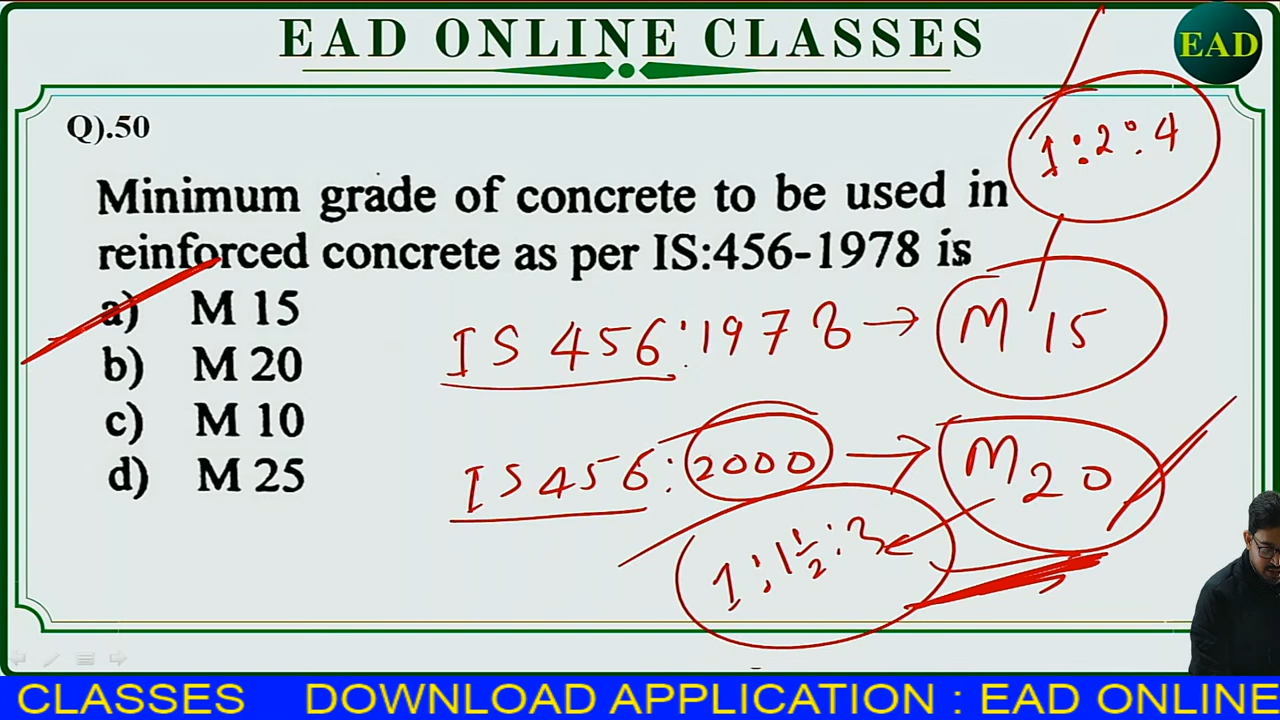 EAD ONLINE CLASSES
EAD
Q).50
1:2:4
Minimum grade of concrete to be used in
reinforced concrete as per IS:456-1978 is
a) M 15
IS 456:1978 → M 15
b) M 20
c) M 10
IS 456:2000 → M20
d) M 25
1:1½:3
CLASSES DOWNLOAD APPLICATION : EAD ONLINE